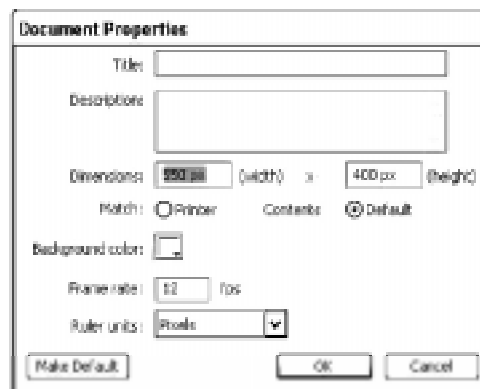 Document Properties
Title:
Description:
Dimensions: 550 px (width) x 400 px (height)
Match: Printer Contents Default
Background color:
Frame rate: 12 fps
Ruler units: Pixels
Make Default OK Cancel